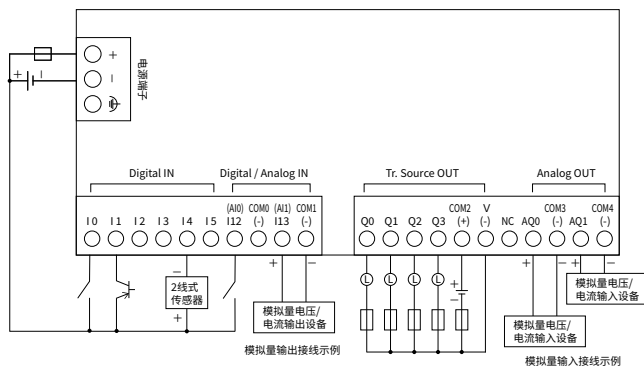 +
+
−
−
电源端子
Digital IN
Digital / Analog IN
Tr. Source OUT
Analog OUT
(AI0) COM0 (AI1) COM1
COM2 V COM3 COM4
I0 I1 I2 I3 I4 I5 I12 (-) I13 (-)
Q0 Q1 Q2 Q3 (+) (-) NC AQ0 (-) AQ1 (-)
−
+ −
+ −
+ −
2线式
传感器
L L L L
+
−
模拟量电压/
电流输入设备
+
模拟量电压/
电流输出设备
模拟量电压/
电流输入设备
模拟量输出接线示例
模拟量输入接线示例